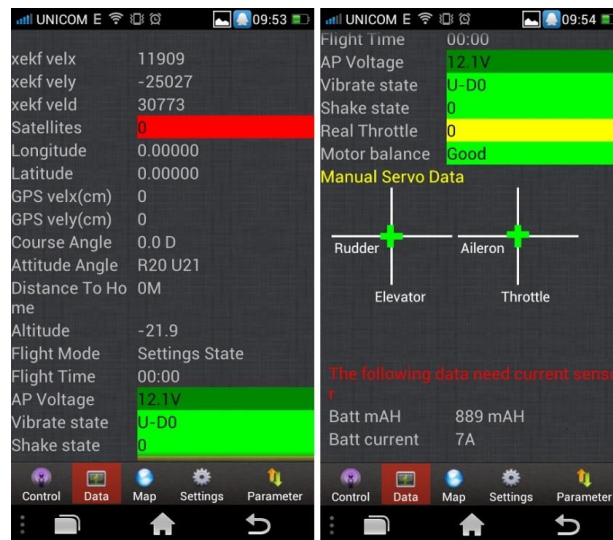 UNICOM E 09:53
xekf velx 11909
xekf vely -25027
xekf veld 30773
Satellites 0
Longitude 0.00000
Latitude 0.00000
GPS velx(cm) 0
GPS vely(cm) 0
Course Angle 0.0 D
Attitude Angle R20 U21
Distance To Ho 0M
me
Altitude -21.9
Flight Mode Settings State
Flight Time 00:00
AP Voltage 12.1V
Vibrate state U-D0
Shake state 0
Control Data Map Settings Parameter
UNICOM E 09:54
Flight Time 00:00
AP Voltage 12.1V
Vibrate state U-D0
Shake state 0
Real Throttle 0
Motor balance Good
Manual Servo Data
Rudder Aileron
Elevator Throttle
The following data need current senso
r
Batt mAH 889 mAH
Batt current 7A
Control Data Map Settings Parameter